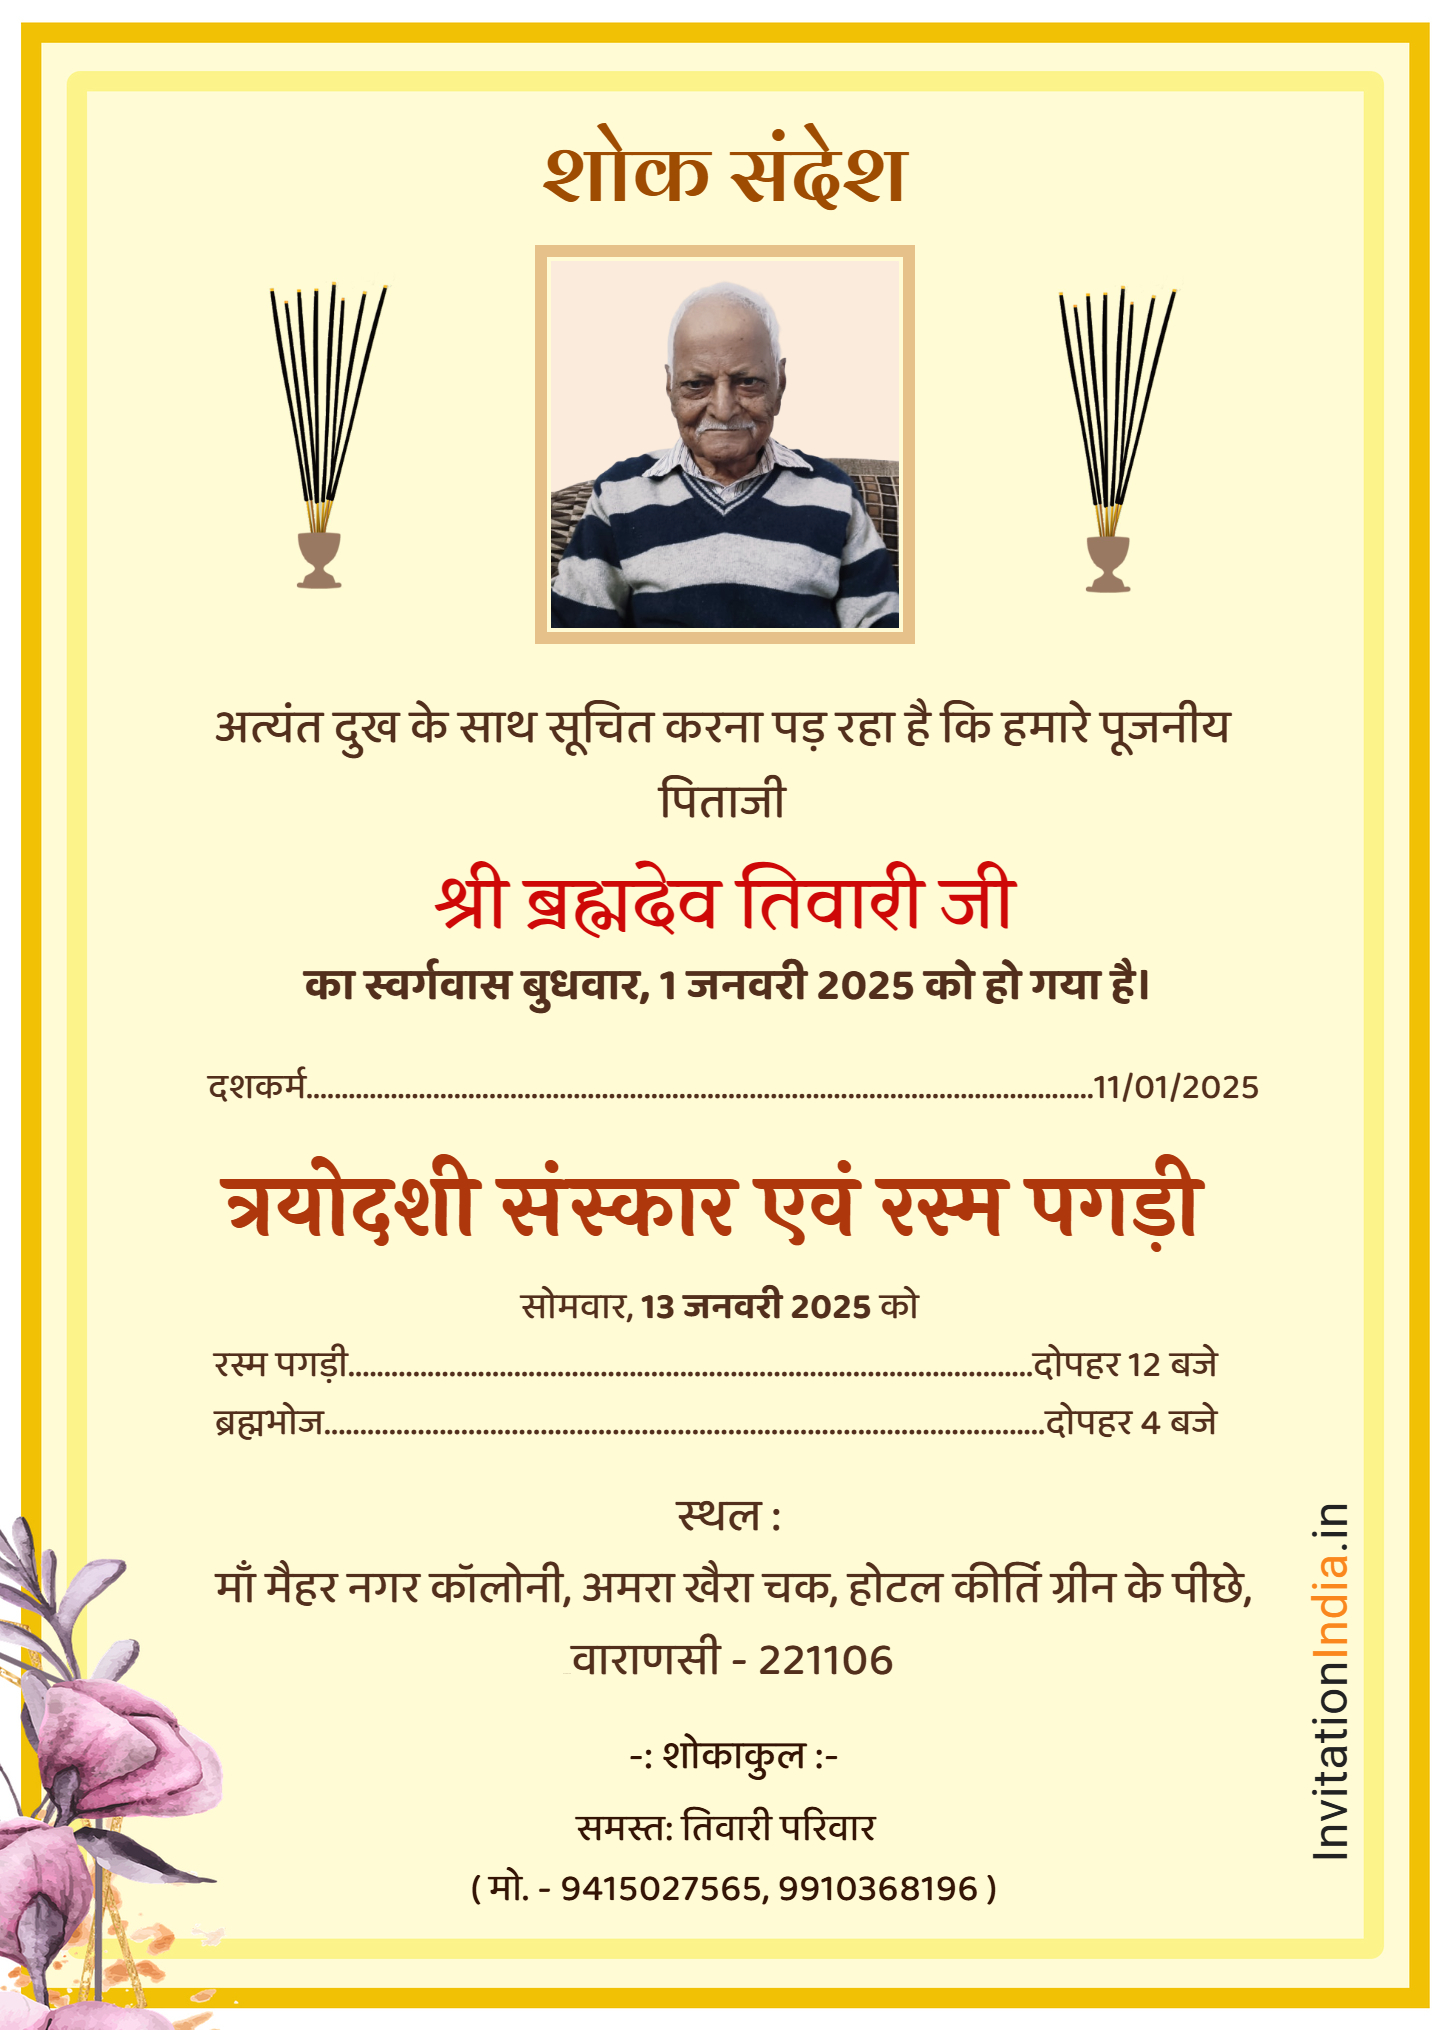 शोक संदेश
अत्यंत दुख के साथ सूचित करना पड़ रहा है कि हमारे पूजनीय
पिताजी
श्री ब्रह्मदेव तिवारी जी
का स्वर्गवास बुधवार, 1 जनवरी 2025 को हो गया है।
दशकर्म................................................................................................................11/01/2025
त्रयोदशी संस्कार एवं रस्म पगड़ी
सोमवार, 13 जनवरी 2025 को
रस्म पगड़ी.................................................................................................दोपहर 12 बजे
ब्रह्मभोज......................................................................................................दोपहर 4 बजे
स्थल :
माँ मैहर नगर कॉलोनी, अमरा खैरा चक, होटल कीर्ति ग्रीन के पीछे,
वाराणसी - 221106
-: शोकाकुल :-
समस्त: तिवारी परिवार
( मो. - 9415027565, 9910368196 )
InvitationIndia.in